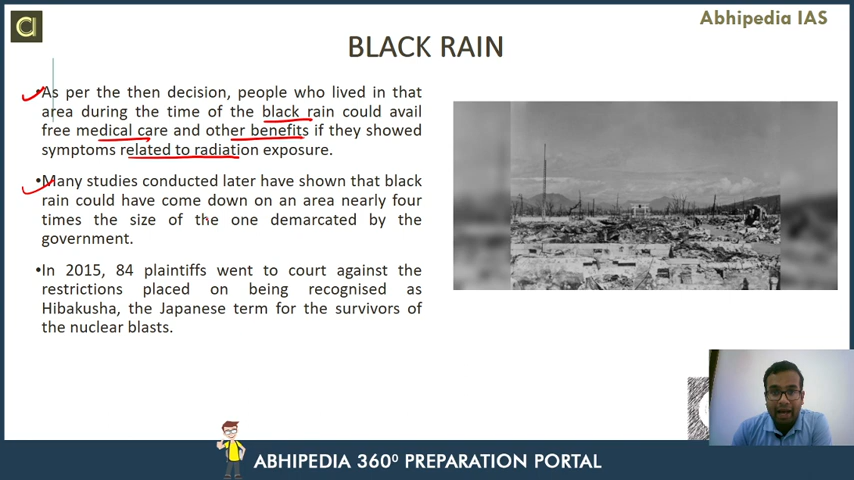 Abhipedia IAS
BLACK RAIN
•As per the then decision, people who lived in that
area during the time of the black rain could avail
free medical care and other benefits if they showed
symptoms related to radiation exposure.
•Many studies conducted later have shown that black
rain could have come down on an area nearly four
times the size of the one demarcated by the
government.
•In 2015, 84 plaintiffs went to court against the
restrictions placed on being recognised as
Hibakusha, the Japanese term for the survivors of
the nuclear blasts.
ABHIPEDIA 360⁰ PREPARATION PORTAL